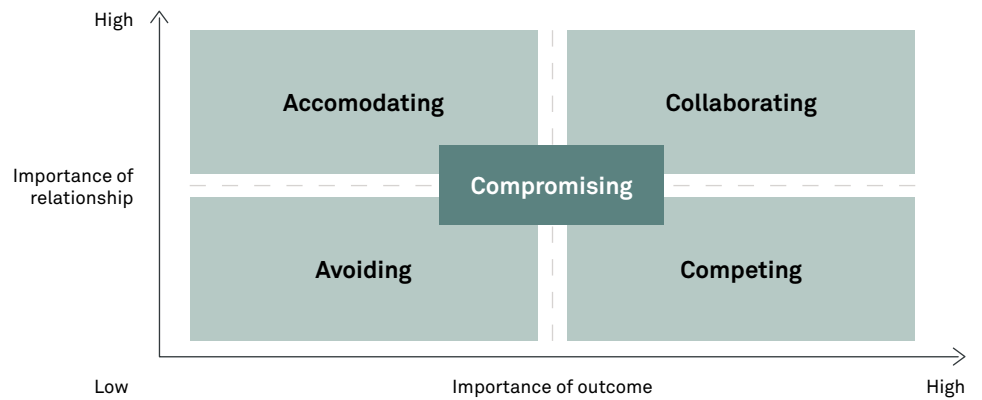 High
Accomodating
Collaborating
Importance of
relationship
Compromising
Avoiding
Competing
Low
Importance of outcome
High